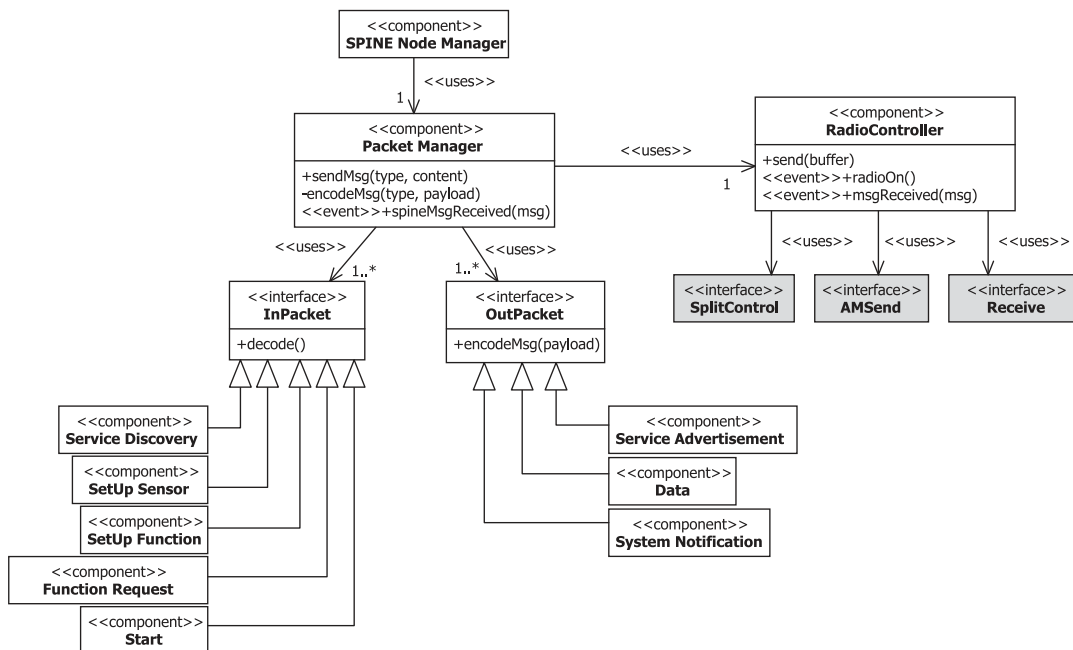 <<component>>
SPINE Node Manager
<<uses>>
1
<<component>>
Packet Manager
+sendMsg(type, content)
-encodeMsg(type, payload)
<<event>>+spineMsgReceived(msg)
<<uses>>
1
<<component>>
RadioController
+send(buffer)
<<event>>+radioOn()
<<event>>+msgReceived(msg)
<<uses>>
<<uses>>
<<uses>>
<<interface>>
SplitControl
<<interface>>
AMSend
<<interface>>
Receive
<<uses>>
1..*
<<uses>>
1..*
<<interface>>
InPacket
+decode()
<<interface>>
OutPacket
+encodeMsg(payload)
<<component>>
Service Discovery
<<component>>
SetUp Sensor
<<component>>
SetUp Function
<<component>>
Function Request
<<component>>
Start
<<component>>
Service Advertisement
<<component>>
Data
<<component>>
System Notification